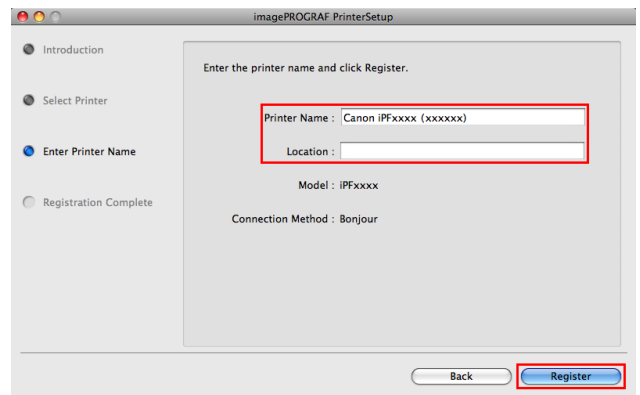 imagePROGRAF PrinterSetup
Introduction
Select Printer
Enter Printer Name
Registration Complete
Enter the printer name and click Register.
Printer Name : Canon iPFxxxx (xxxxxx)
Location :
Model : iPFxxxx
Connection Method : Bonjour
Back Register